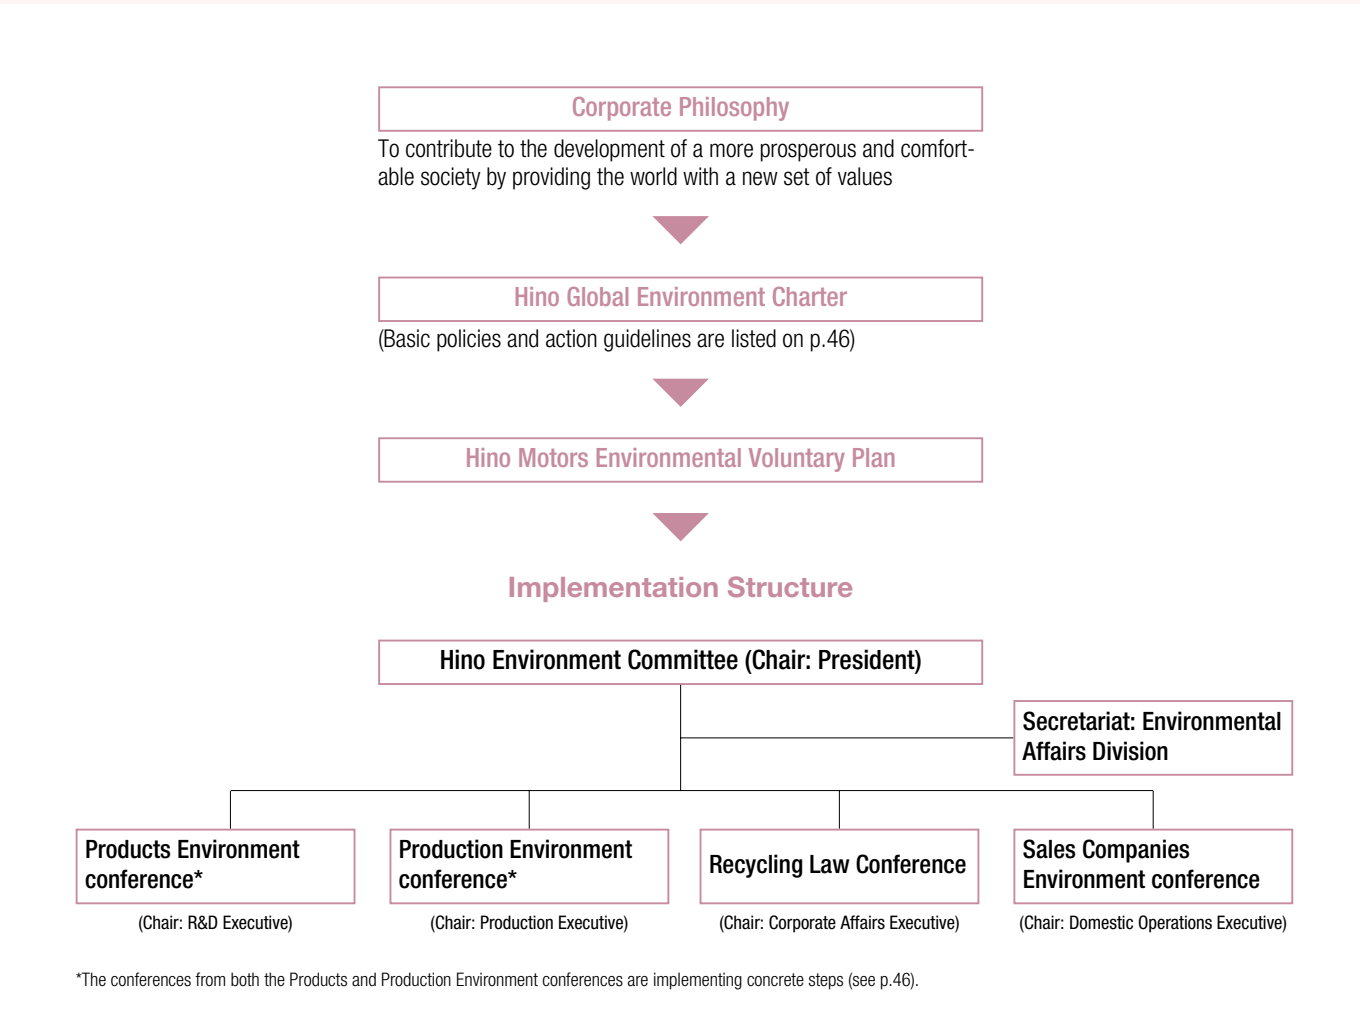 Corporate Philosophy
To contribute to the development of a more prosperous and comfort-
able society by providing the world with a new set of values
Hino Global Environment Charter
(Basic policies and action guidelines are listed on p.46)
Hino Motors Environmental Voluntary Plan
Implementation Structure
Hino Environment Committee (Chair: President)
Secretariat: Environmental
Affairs Division
Products Environment
conference*
(Chair: R&D Executive)
Production Environment
conference*
(Chair: Production Executive)
Recycling Law Conference
(Chair: Corporate Affairs Executive)
Sales Companies
Environment conference
(Chair: Domestic Operations Executive)
*The conferences from both the Products and Production Environment conferences are implementing concrete steps (see p.46).